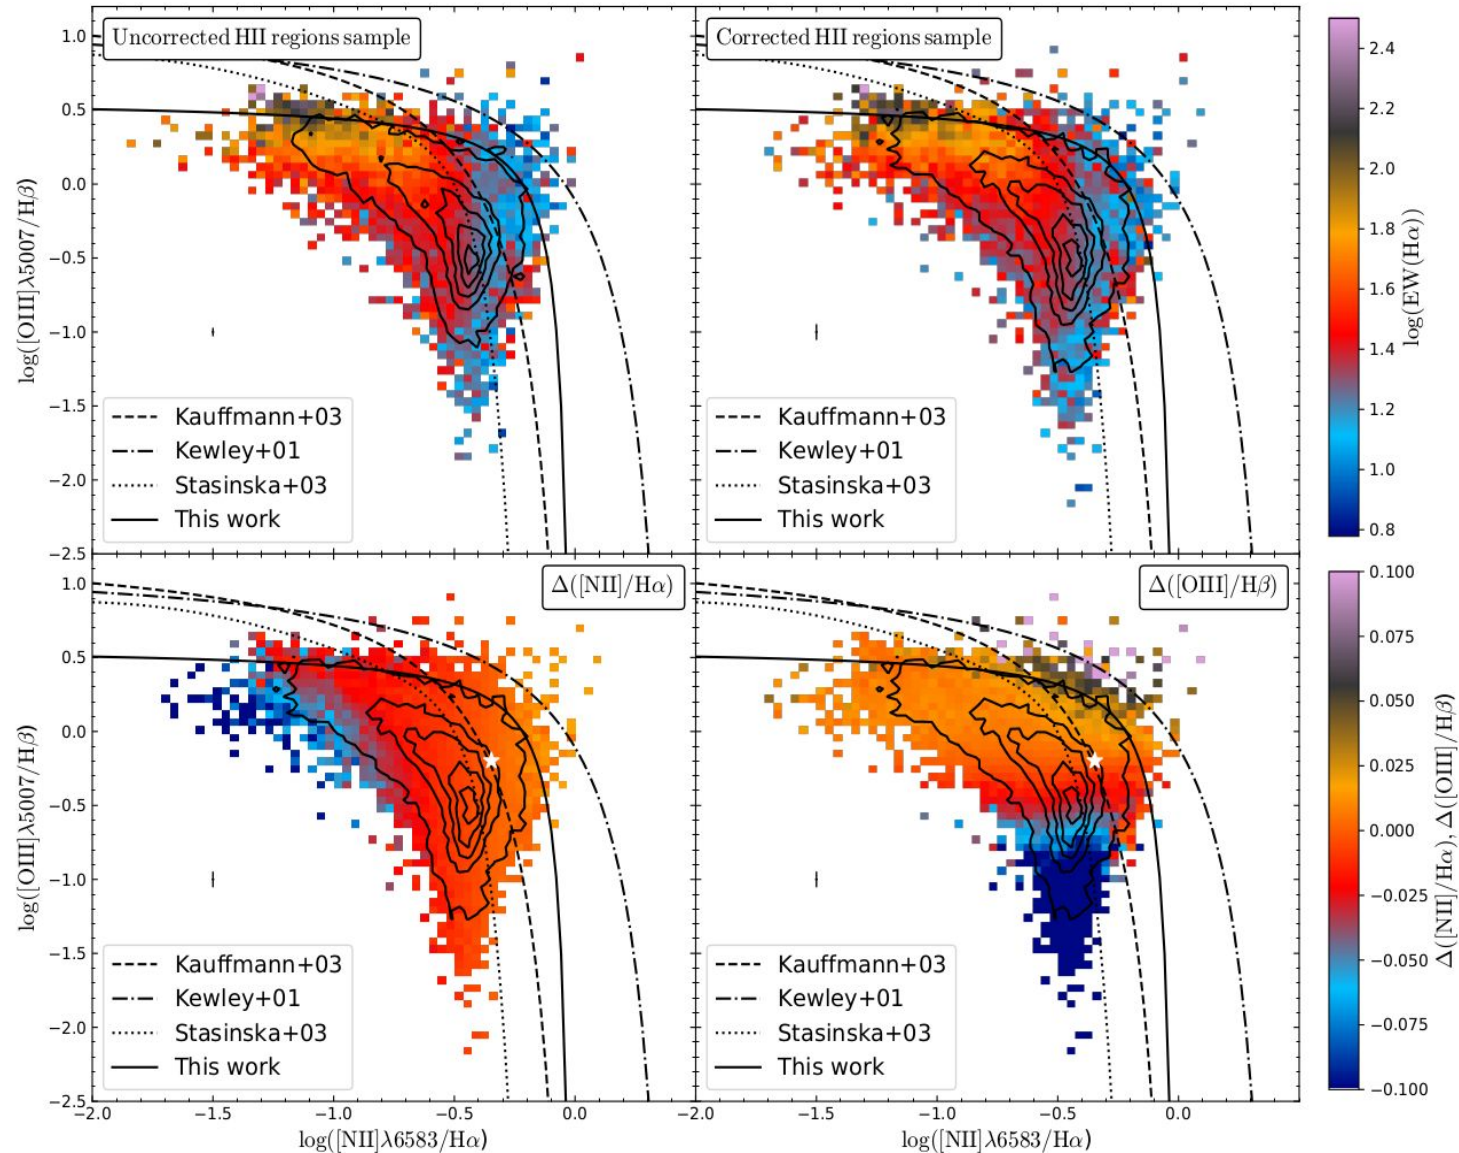 Uncorrected HII regions sample
Corrected HII regions sample
1.0
0.5
0.0
−0.5
−1.0
−1.5
−2.0
−2.5
log([OIII]λ5007/Hβ)
Kauffmann+03
Kewley+01
Stasinska+03
This work
Kauffmann+03
Kewley+01
Stasinska+03
This work
2.4
2.2
2.0
1.8
1.6
1.4
1.2
1.0
0.8
log(EW(Hα))
Δ([NII]/Hα)
Δ([OIII]/Hβ)
1.0
0.5
0.0
−0.5
−1.0
−1.5
−2.0
−2.5
log([OIII]λ5007/Hβ)
Kauffmann+03
Kewley+01
Stasinska+03
This work
Kauffmann+03
Kewley+01
Stasinska+03
This work
0.100
0.075
0.050
0.025
0.000
−0.025
−0.050
−0.075
−0.100
Δ([NII]/Hα), Δ([OIII]/Hβ)
−2.0 −1.5 −1.0 −0.5 0.0 −2.0 −1.5 −1.0 −0.5 0.0
log([NII]λ6583/Hα)
log([NII]λ6583/Hα)